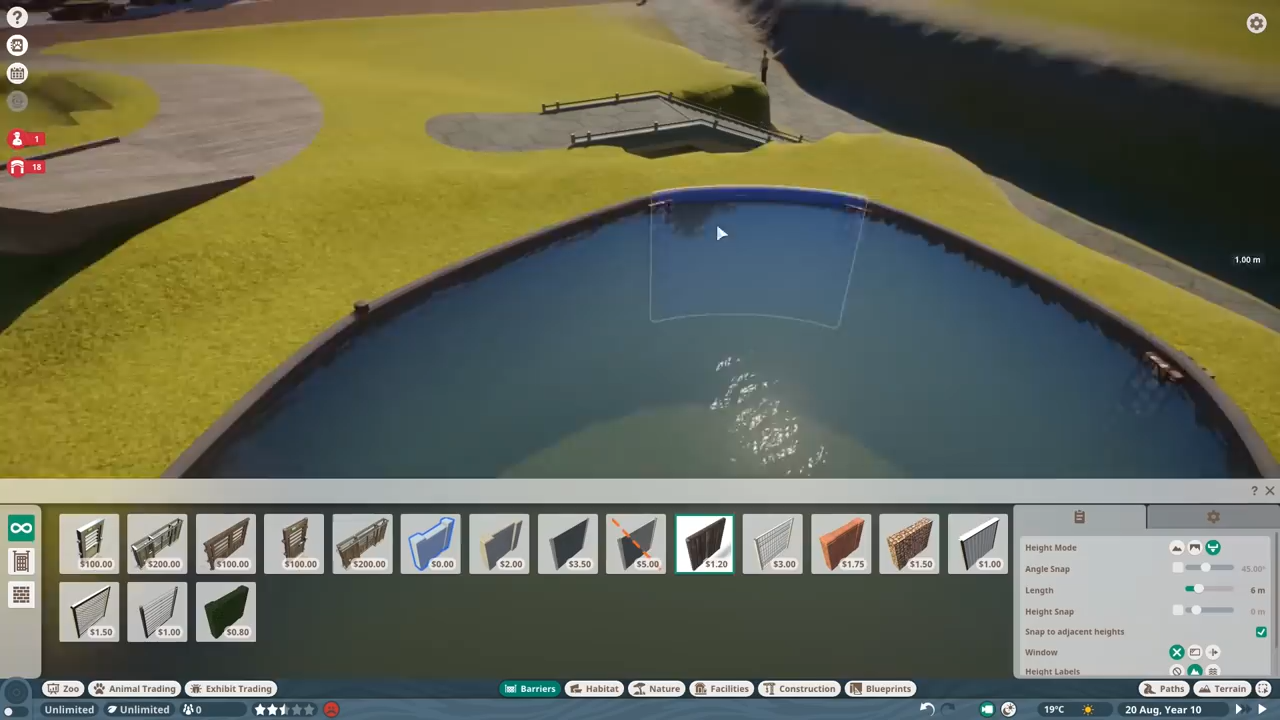 ?
1
18
1.00 m
?
$100.00
$200.00
$100.00
$100.00
$200.00
$0.00
$2.00
$3.50
$5.00
$1.20
$3.00
$1.75
$1.50
$1.00
$1.50
$1.00
$0.80
Height Mode
Angle Snap 45.00°
Length 6 m
Height Snap 0 m
Snap to adjacent heights
Window
Height Labels
Zoo Animal Trading Exhibit Trading Barriers Habitat Nature Facilities Construction Blueprints Paths Terrain
Unlimited Unlimited 0 19°C 20 Aug, Year 10